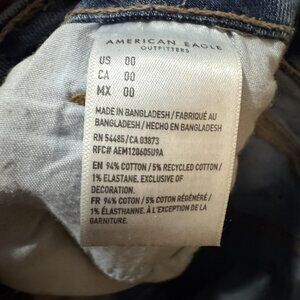 AMERICAN EAGLE
OUTFITTERS
US 00
CA 00
MX 00
MADE IN BANGLADESH / FABRIQUÉ AU
BANGLADESH / HECHO EN BANGLADESH
RN 54485/CA 03873
RFC# AEM120605U9A
EN 94% COTTON / 5% RECYCLED COTTON /
1% ELASTANE. EXCLUSIVE OF
DECORATION.
FR 94% COTON / 5% COTON RÉGÉNÉRÉ /
1% ÉLASTHANNE. À L'EXCEPTION DE LA
GARNITURE.